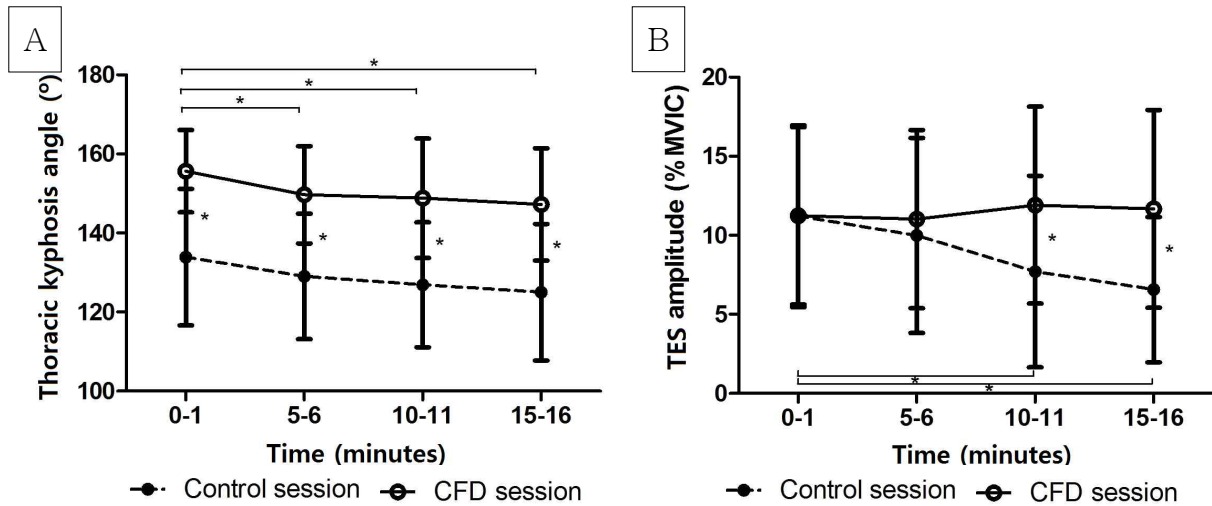 A
Thoracic kyphosis angle (º)
180
160
140
120
100
*
*
*
*
*
*
*
0-1
5-6
10-11
15-16
Time (minutes)
Control session
CFD session
B
TES amplitude (% MVIC)
20
15
10
5
0
*
*
*
*
0-1
5-6
10-11
15-16
Time (minutes)
Control session
CFD session